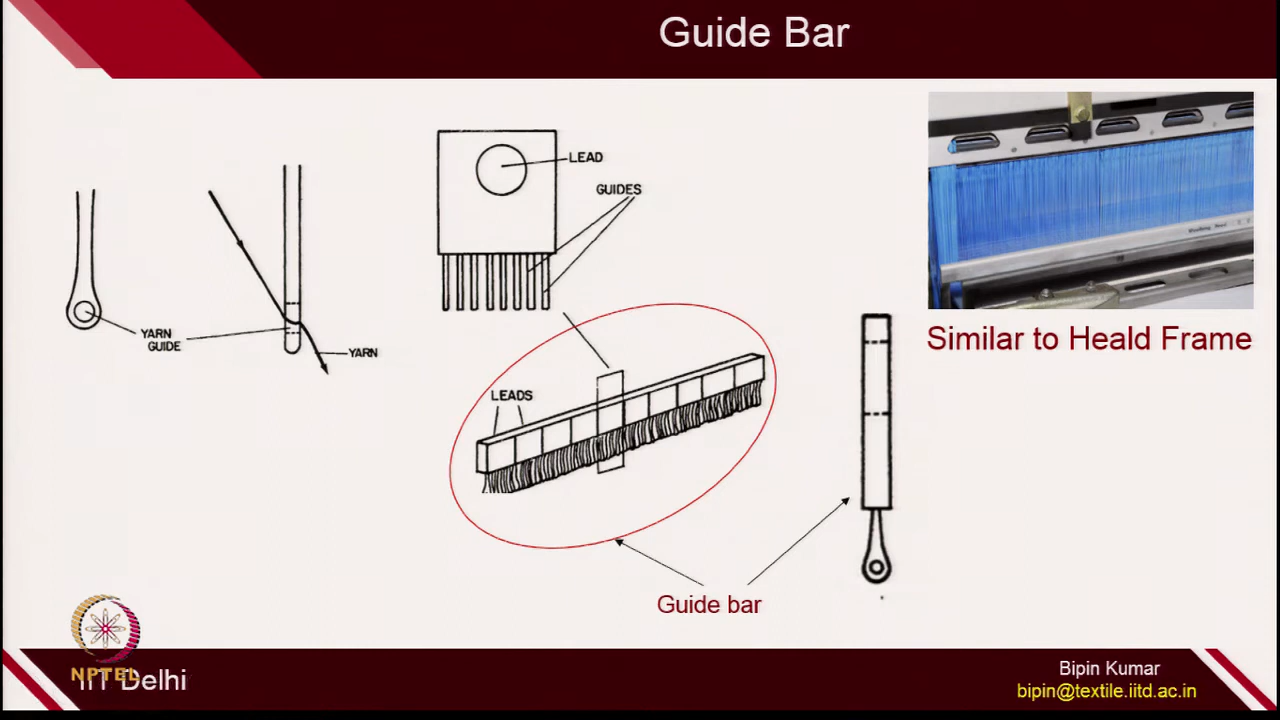 Guide Bar
LEAD
GUIDES
YARN
GUIDE
YARN
LEADS
Similar to Heald Frame
Guide bar
NPTEL
IIT Delhi
Bipin Kumar
bipin@textile.iitd.ac.in